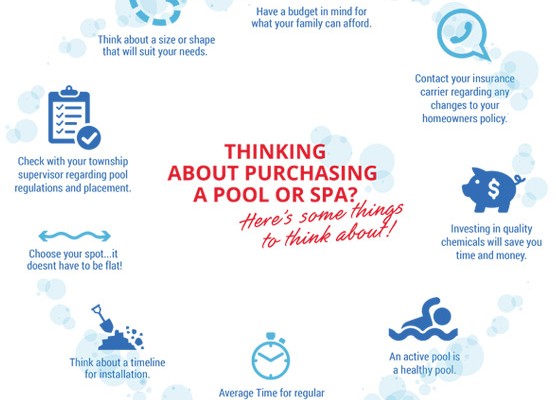 Have a budget in mind for
what your family can afford.
Think about a size or shape
that will suit your needs.
Contact your insurance
carrier regarding any
changes to your
homeowners policy.
THINKING
ABOUT PURCHASING
A POOL OR SPA?
Here's some things
to think about!
Check with your township
supervisor regarding pool
regulations and placement.
$
Investing in quality
chemicals will save you
time and money.
Choose your spot...it
doesnt have to be flat!
Think about a timeline
for installation.
An active pool is
a healthy pool.
Average Time for regular